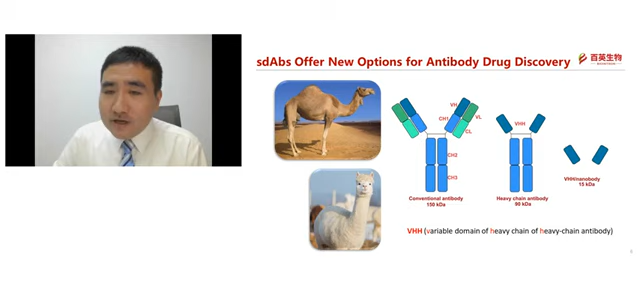 sdAbs Offer New Options for Antibody Drug Discovery
百英生物
VH
VL
CH1
CL
CH2
CH3
VHH
Conventional antibody
150 kDa
Heavy chain antibody
90 kDa
VHH/nanobody
15 kDa
VHH (variable domain of heavy chain of heavy-chain antibody)